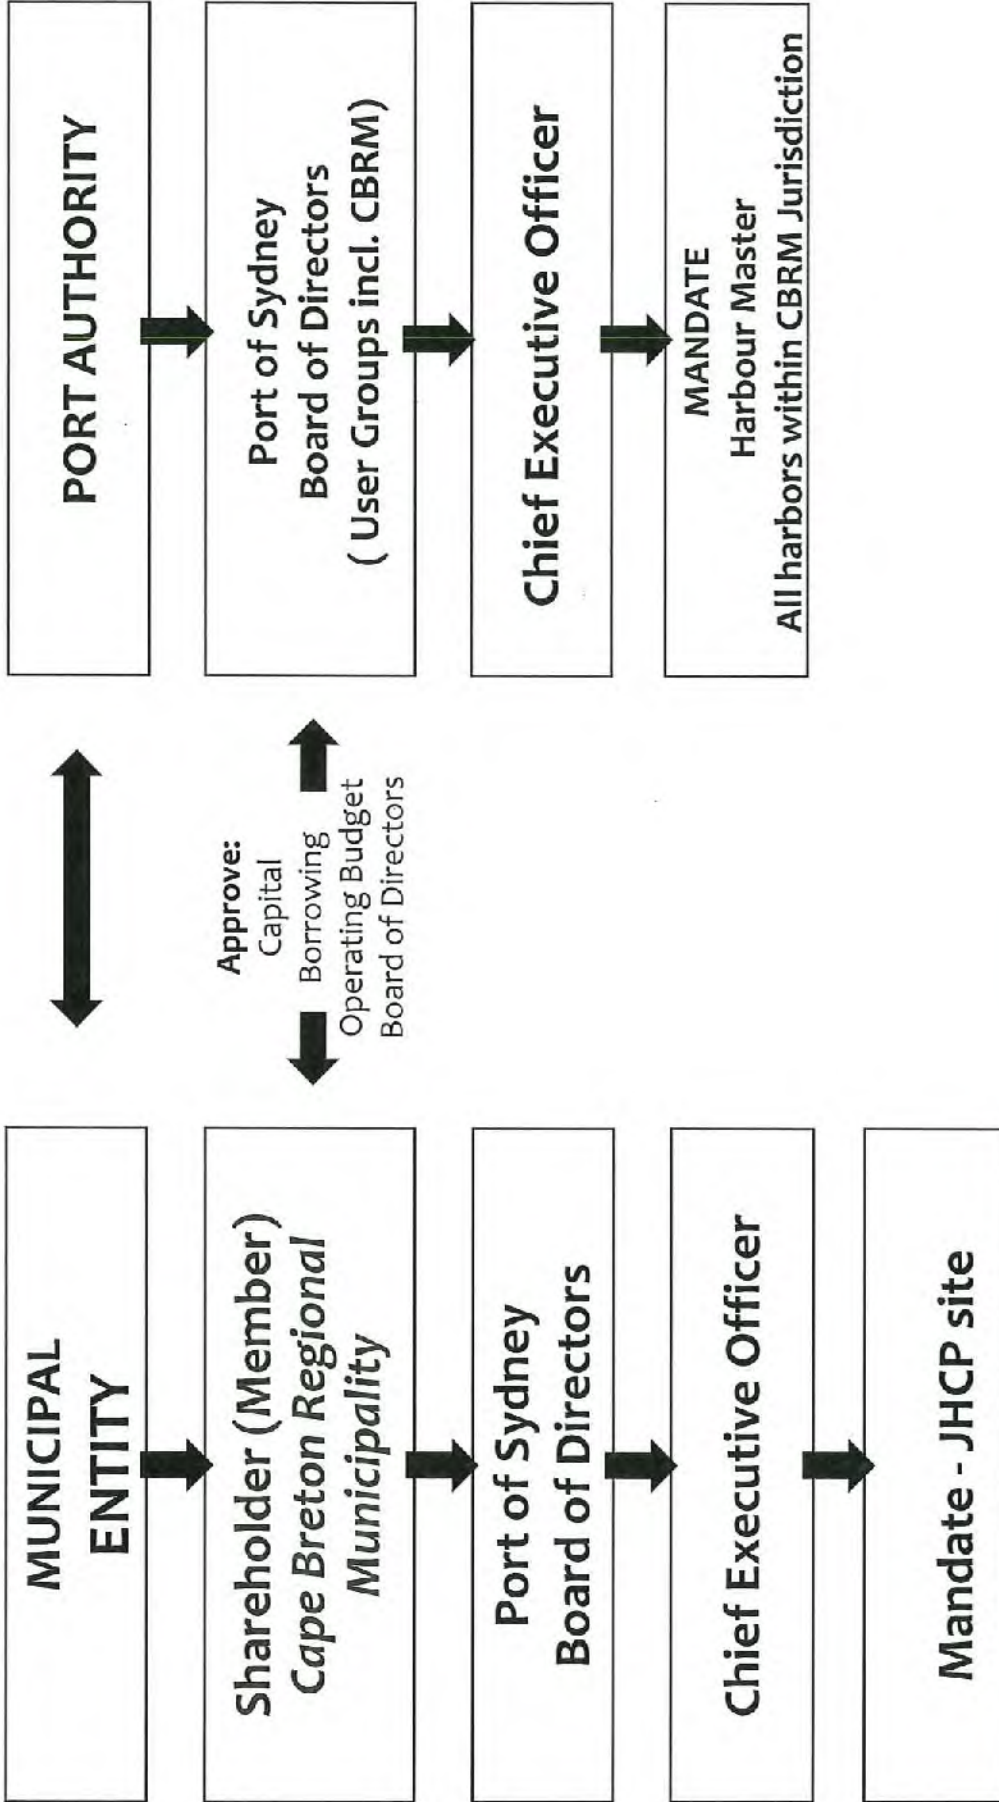 MUNICIPAL
ENTITY
Shareholder (Member)
Cape Breton Regional
Municipality
Port of Sydney
Board of Directors
Chief Executive Officer
Mandate - JHCP site
Approve:
Capital
Borrowing
Operating Budget
Board of Directors
PORT AUTHORITY
Port of Sydney
Board of Directors
( User Groups incl. CBRM)
Chief Executive Officer
MANDATE
Harbour Master
All harbors within CBRM Jurisdiction